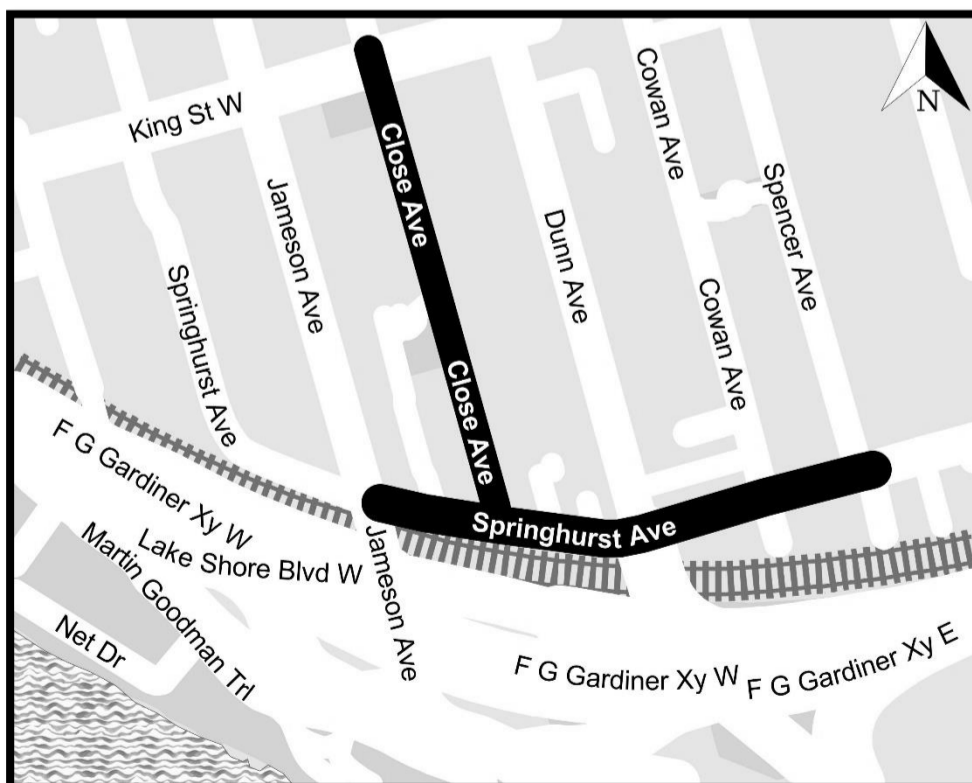 King St W
Close Ave
Cowan Ave
N
Jameson Ave
Spencer Ave
Dunn Ave
Springhurst Ave
Cowan Ave
Close Ave
F G Gardiner Xy W
Springhurst Ave
Lake Shore Blvd W
Martin Goodman Trl
Jameson Ave
Net Dr
F G Gardiner Xy W
F G Gardiner Xy E